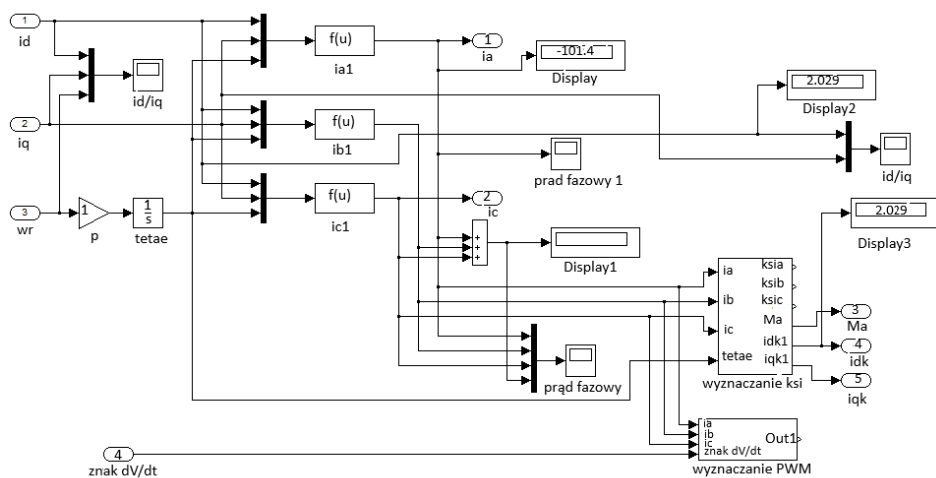 1
id
id/iq
2
iq
3
wr
1
p
1
s
tetae
f(u)
ia1
f(u)
ib1
f(u)
ic1
1
ia
-101.4
Display
2.029
Display2
prad fazowy 1
id/iq
2
ic
+
+
+
Display1
2.029
Display3
prąd fazowy
ia
ib
ic
tetae
ksia
ksib
ksic
Ma
idk1
iqk1
wyznaczanie ksi
3
Ma
4
idk
5
iqk
ia
ib
ic
znak dV/dt
Out1
wyznaczanie PWM
4
znak dV/dt